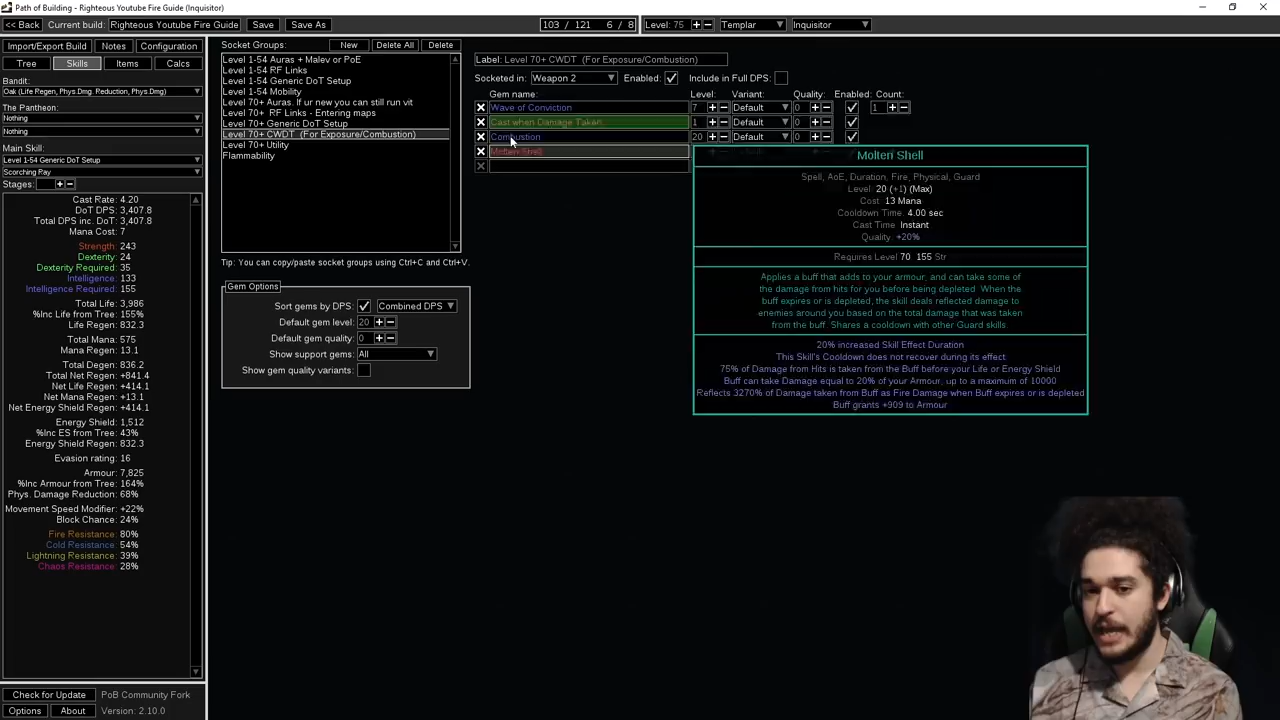 Path of Building - Righteous Youtube Fire Guide (Inquisitor)
<< Back
Current build: Righteous Youtube Fire Guide
Save
Save As
103 / 121 6 / 8
Level: 75
Templar
Inquisitor
Import/Export Build
Notes
Configuration
Tree
Skills
Items
Calcs
Bandit:
Oak (Life Regen, Phys.Dmg. Reduction, Phys.Dmg)
The Pantheon:
Nothing
Nothing
Main Skill:
Level 1-54 Generic DoT Setup
Scorching Ray
Stages:
Cast Rate: 4.20
DoT DPS: 3,407.8
Total DPS inc. DoT: 3,407.8
Mana Cost: 7
Strength: 243
Dexterity: 24
Dexterity Required: 35
Intelligence: 133
Intelligence Required: 155
Total Life: 3,986
%Inc Life from Tree: 155%
Life Regen: 832.3
Total Mana: 575
Mana Regen: 13.1
Total Degen: 836.2
Total Net Regen: +841.4
Net Life Regen: +414.1
Net Mana Regen: +13.1
Net Energy Shield Regen: +414.1
Energy Shield: 1,512
%Inc ES from Tree: 43%
Energy Shield Regen: 832.3
Evasion rating: 16
Armour: 7,825
%Inc Armour from Tree: 164%
Phys. Damage Reduction: 68%
Movement Speed Modifier: +22%
Block Chance: 24%
Fire Resistance: 80%
Cold Resistance: 54%
Lightning Resistance: 39%
Chaos Resistance: 28%
Check for Update
PoB Community Fork
Options
About
Version: 2.10.0
Socket Groups:
New
Delete All
Delete
Level 1-54 Auras + Malev or PoE
Level 1-54 RF Links
Level 1-54 Generic DoT Setup
Level 1-54 Mobility
Level 70+ Auras. If ur new you can still run vit
Level 70+ RF Links - Entering maps
Level 70+ Generic DoT Setup
Level 70+ CWDT (For Exposure/Combustion)
Level 70+ Utility
Flammability
Tip: You can copy/paste socket groups using Ctrl+C and Ctrl+V.
Gem Options
Sort gems by DPS:
Combined DPS
Default gem level: 20
Default gem quality: 0
Show support gems: All
Show gem quality variants:
Label: Level 70+ CWDT (For Exposure/Combustion)
Socketed in: Weapon 2
Enabled:
Include in Full DPS:
Gem name:
Level:
Variant:
Quality:
Enabled:
Count:
Wave of Conviction 7 Default 0 1
Cast when Damage Taken 1 Default 0
Combustion 20 Default 0
Molten Shell
Molten Shell
Spell, AoE, Duration, Fire, Physical, Guard
Level: 20 (+1) (Max)
Cost: 13 Mana
Cooldown Time: 4.00 sec
Cast Time: Instant
Quality: +20%
Requires Level 70 155 Str
Applies a buff that adds to your armour, and can take some of
the damage from hits for you before being depleted. When the
buff expires or is depleted, the skill deals reflected damage to
enemies around you based on the total damage that was taken
from the buff. Shares a cooldown with other Guard skills.
20% increased Skill Effect Duration
This Skill's Cooldown does not recover during its effect
75% of Damage from Hits is taken from the Buff before your Life or Energy Shield
Buff can take Damage equal to 20% of your Armour, up to a maximum of 10000
Reflects 3270% of Damage taken from Buff as Fire Damage when Buff expires or is depleted
Buff grants +909 to Armour